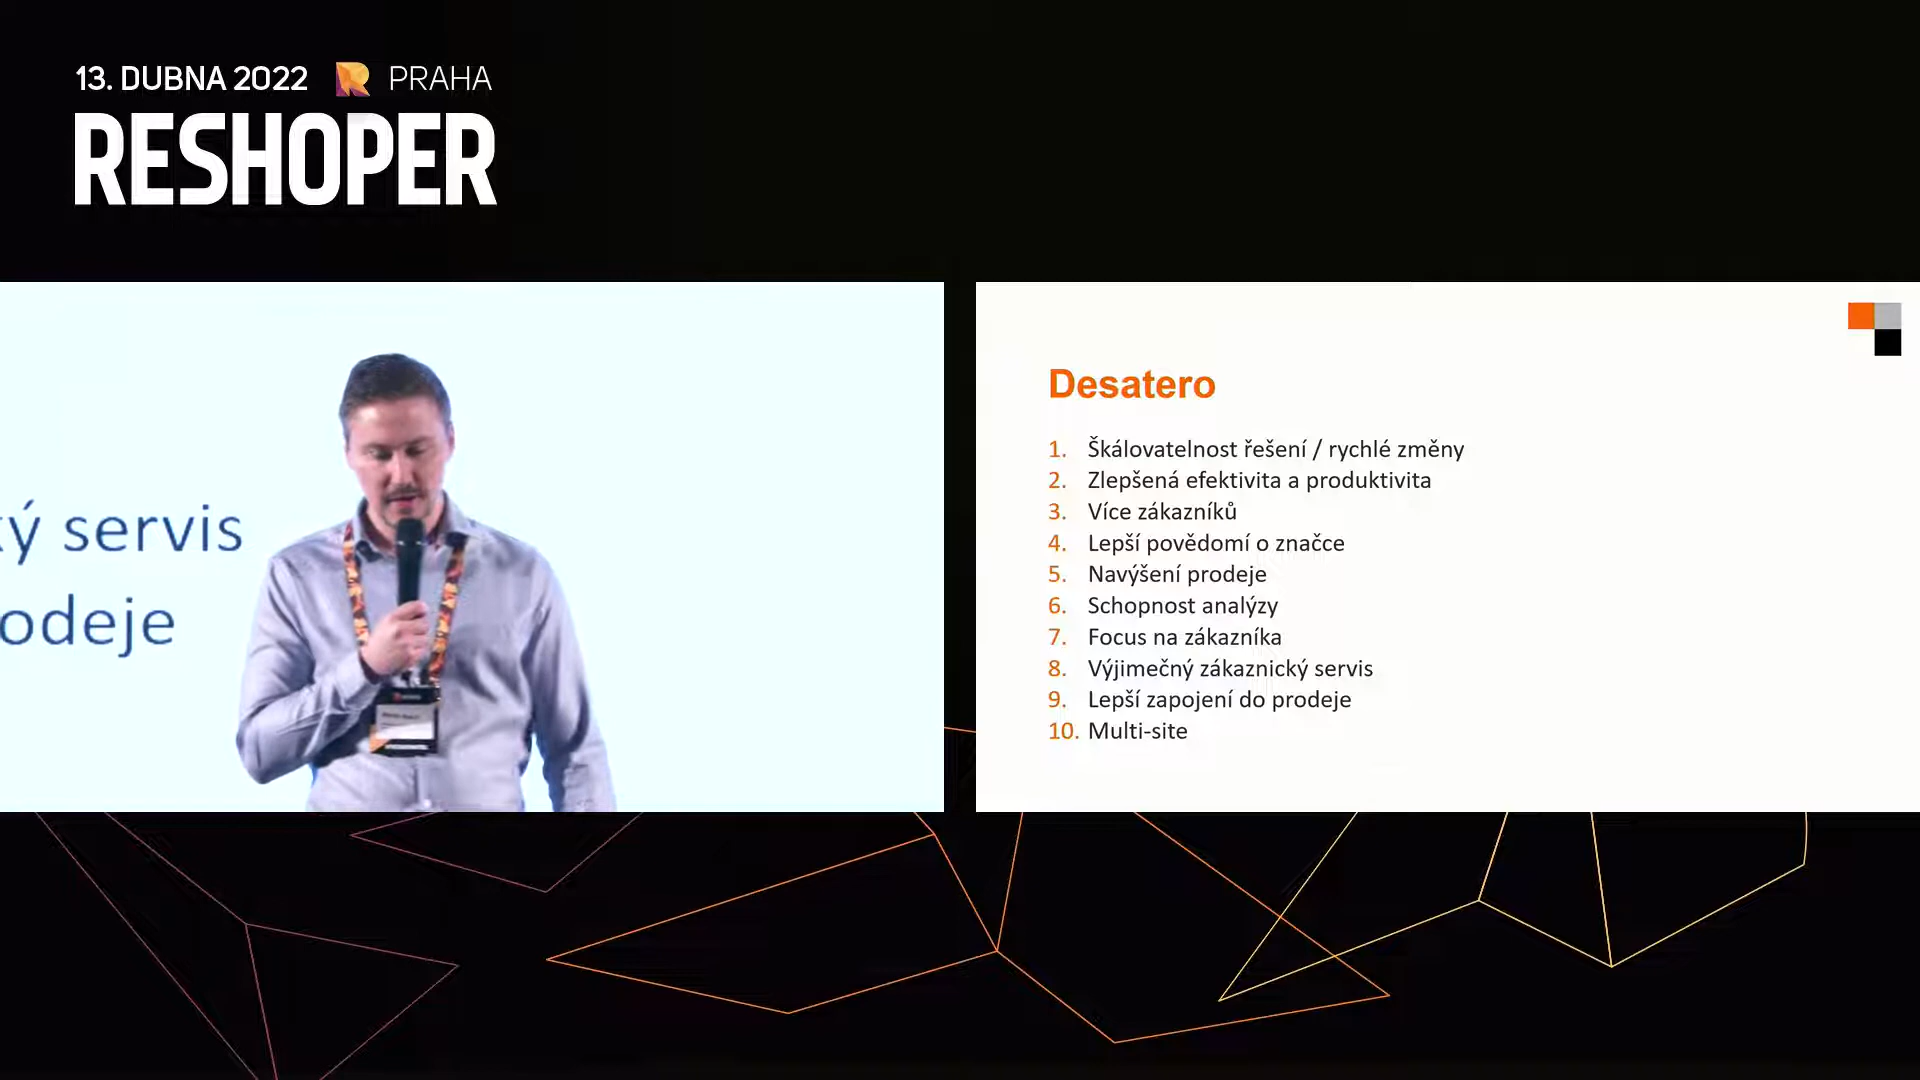 13. DUBNA 2022 PRAHA
RESHOPER
ý servis
odeje
Desatero
1. Škálovatelnost řešení / rychlé změny
2. Zlepšená efektivita a produktivita
3. Více zákazníků
4. Lepší povědomí o značce
5. Navýšení prodeje
6. Schopnost analýzy
7. Focus na zákazníka
8. Výjimečný zákaznický servis
9. Lepší zapojení do prodeje
10. Multi-site